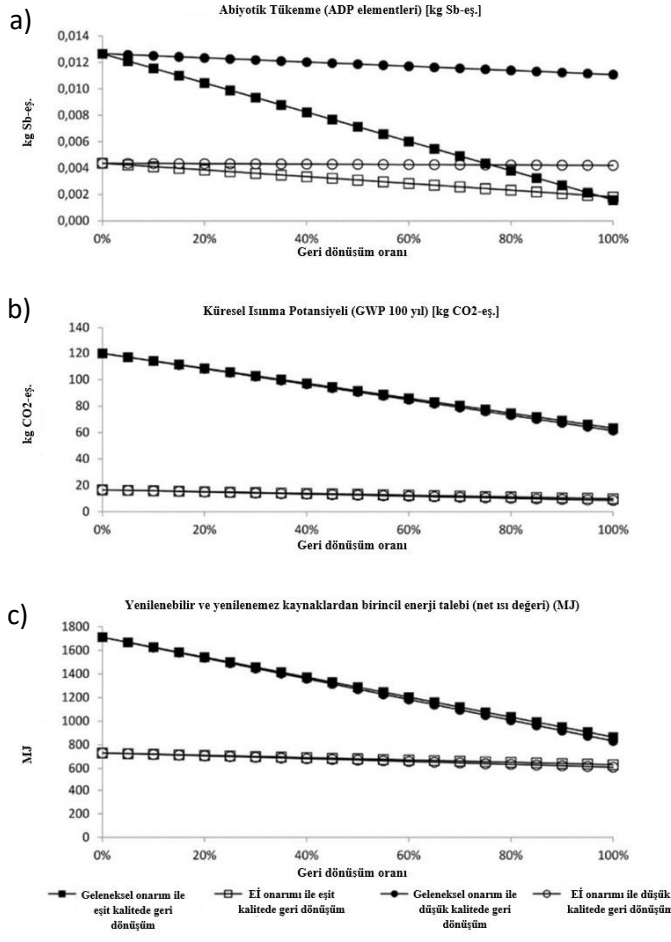 a)
Abiyotik Tükenme (ADP elementleri) [kg Sb-eş.]
kg Sb-eş.
0,014
0,012
0,010
0,008
0,006
0,004
0,002
0,000
0% 20% 40% 60% 80% 100%
Geri dönüşüm oranı
b)
Küresel Isınma Potansiyeli (GWP 100 yıl) [kg CO2-eş.]
kg CO2-eş.
140
120
100
80
60
40
20
0
0% 20% 40% 60% 80% 100%
Geri dönüşüm oranı
c)
Yenilenebilir ve yenilenemez kaynaklardan birincil enerji talebi (net ısı değeri) (MJ)
MJ
1800
1600
1400
1200
1000
800
600
400
200
0
0% 20% 40% 60% 80% 100%
Geri dönüşüm oranı
Geleneksel onarım ile
eşit kalitede geri
dönüşüm
Eİ onarımı ile eşit
kalitede geri dönüşüm
Geleneksel onarım ile
düşük kalitede geri
dönüşüm
Eİ onarımı ile düşük
kalitede geri dönüşüm